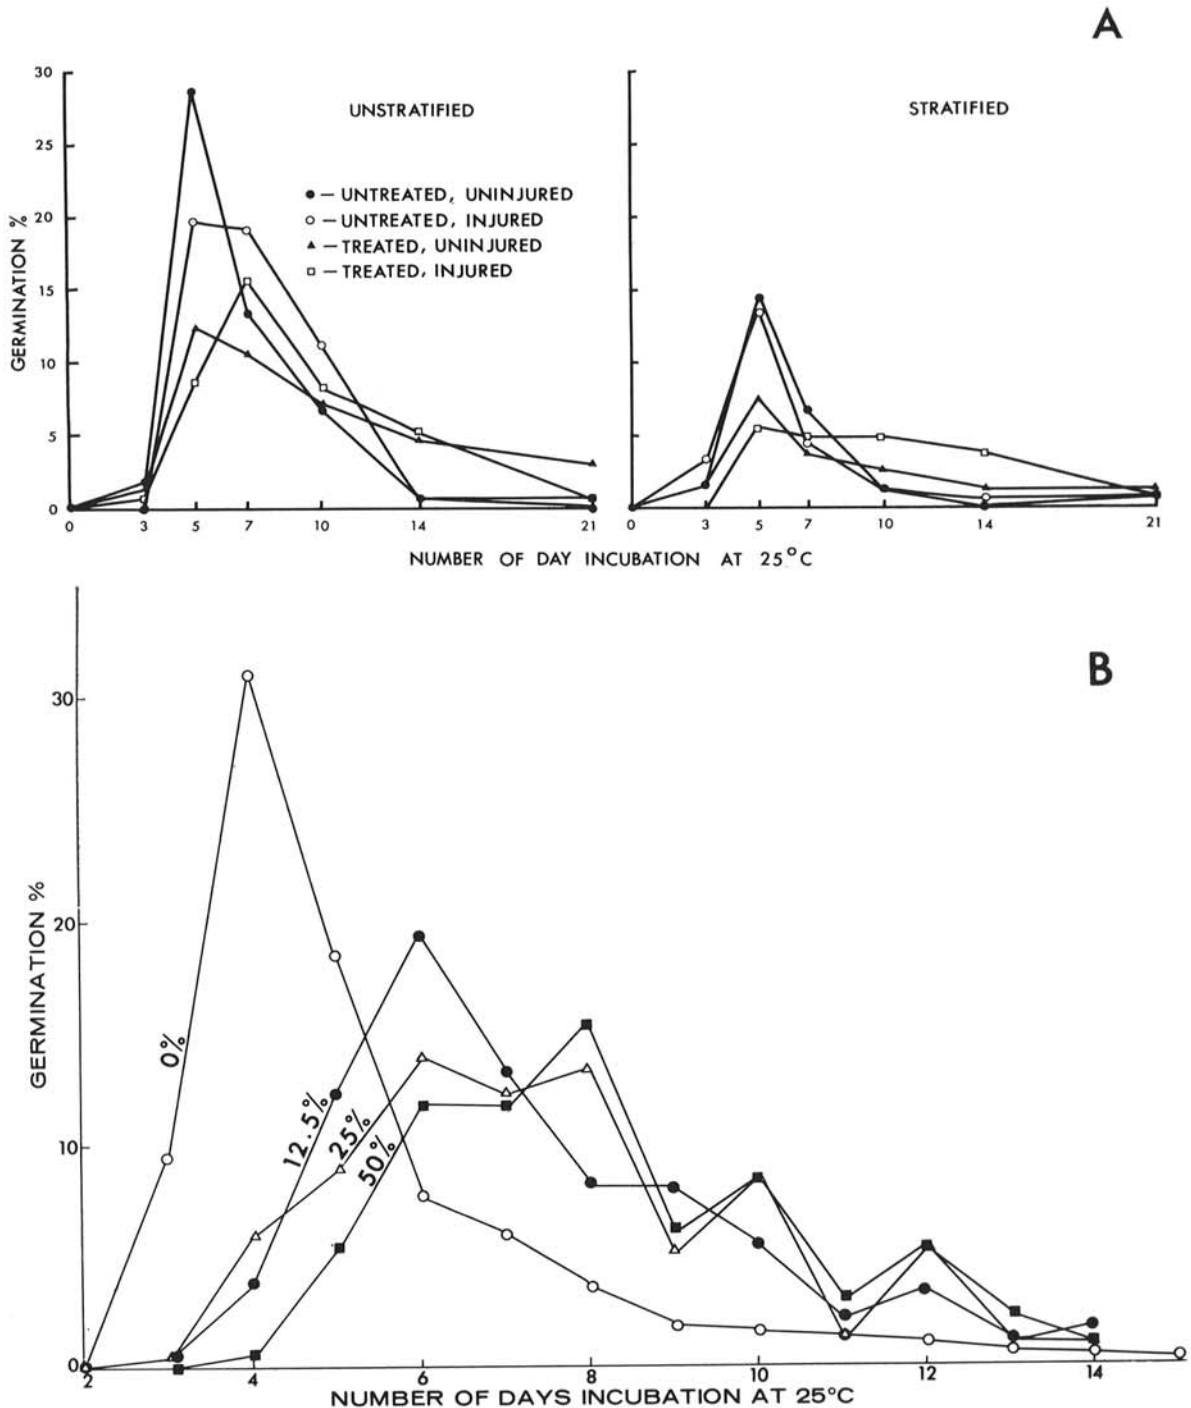 A
30
25
20
15
10
5
0
GERMINATION %
UNSTRATIFIED
STRATIFIED
● – UNTREATED, UNINJURED
○ – UNTREATED, INJURED
▲ – TREATED, UNINJURED
□ – TREATED, INJURED
0 3 5 7 10 14 21
0 3 5 7 10 14 21
NUMBER OF DAY INCUBATION AT 25°C
B
30
20
10
0
GERMINATION %
0%
12.5%
25%
50%
2 4 6 8 10 12 14
NUMBER OF DAYS INCUBATION AT 25°C